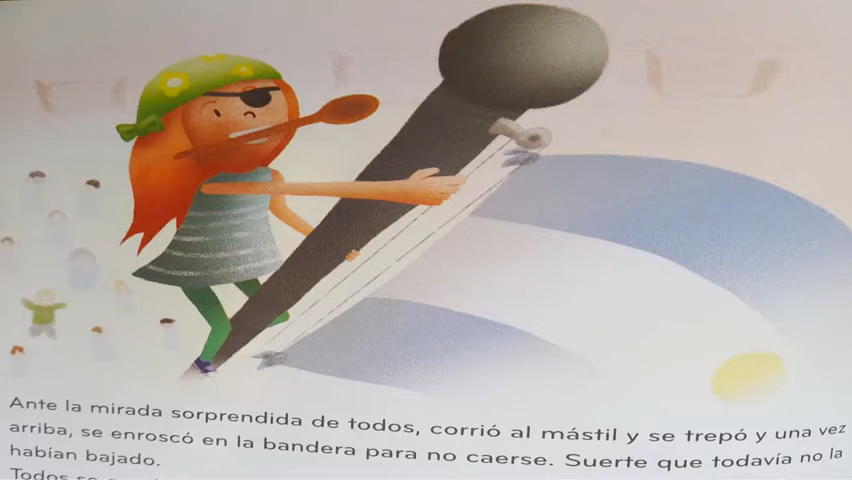 Ante la mirada sorprendida de todos, corrió al mástil y se trepó y una vez
arriba, se enroscó en la bandera para no caerse. Suerte que todavía no la
habían bajado.
Todos